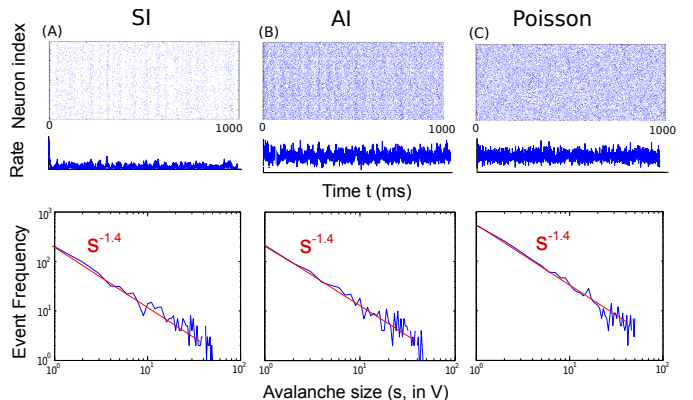 SI AI Poisson
(A) (B) (C)
Neuron index
0 1000 0 1000 0 1000
Rate
Time t (ms)
10³
10²
10¹
10⁰
Event Frequency
S⁻¹·⁴ S⁻¹·⁴ S⁻¹·⁴
10⁰ 10¹ 10² 10⁰ 10¹ 10² 10⁰ 10¹ 10²
Avalanche size (s, in V)